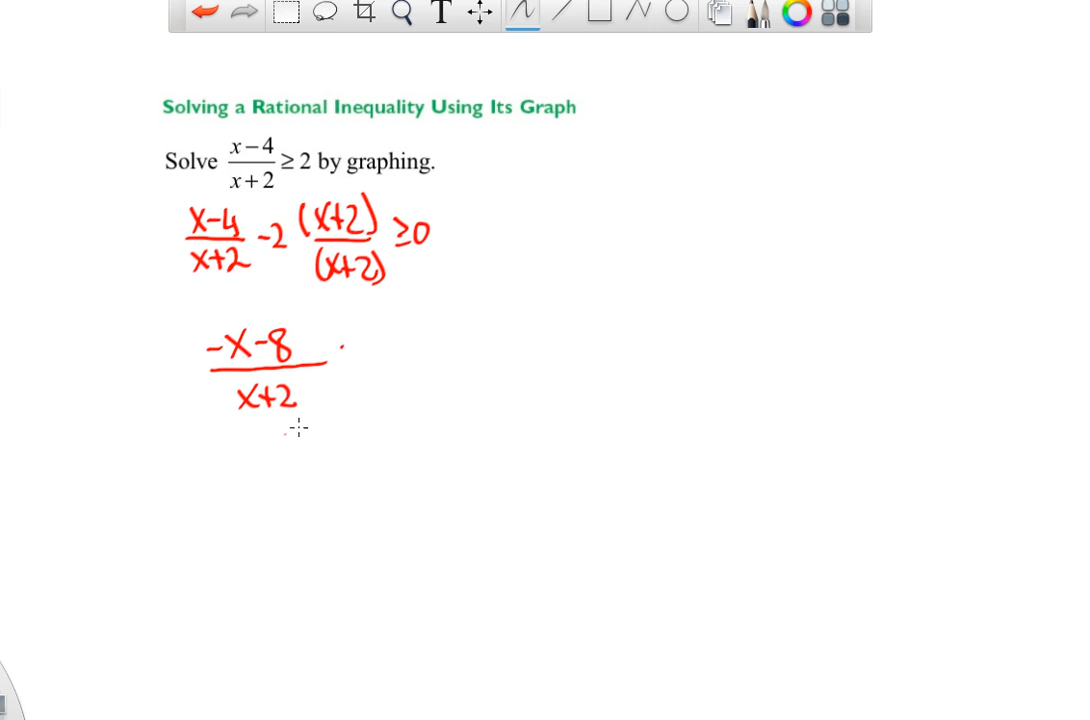 Solving a Rational Inequality Using Its Graph
Solve (x−4)/(x+2) ≥ 2 by graphing.
(x-4)/(x+2) -2 (x+2)/(x+2) ≥0
(-x-8)/(x+2)